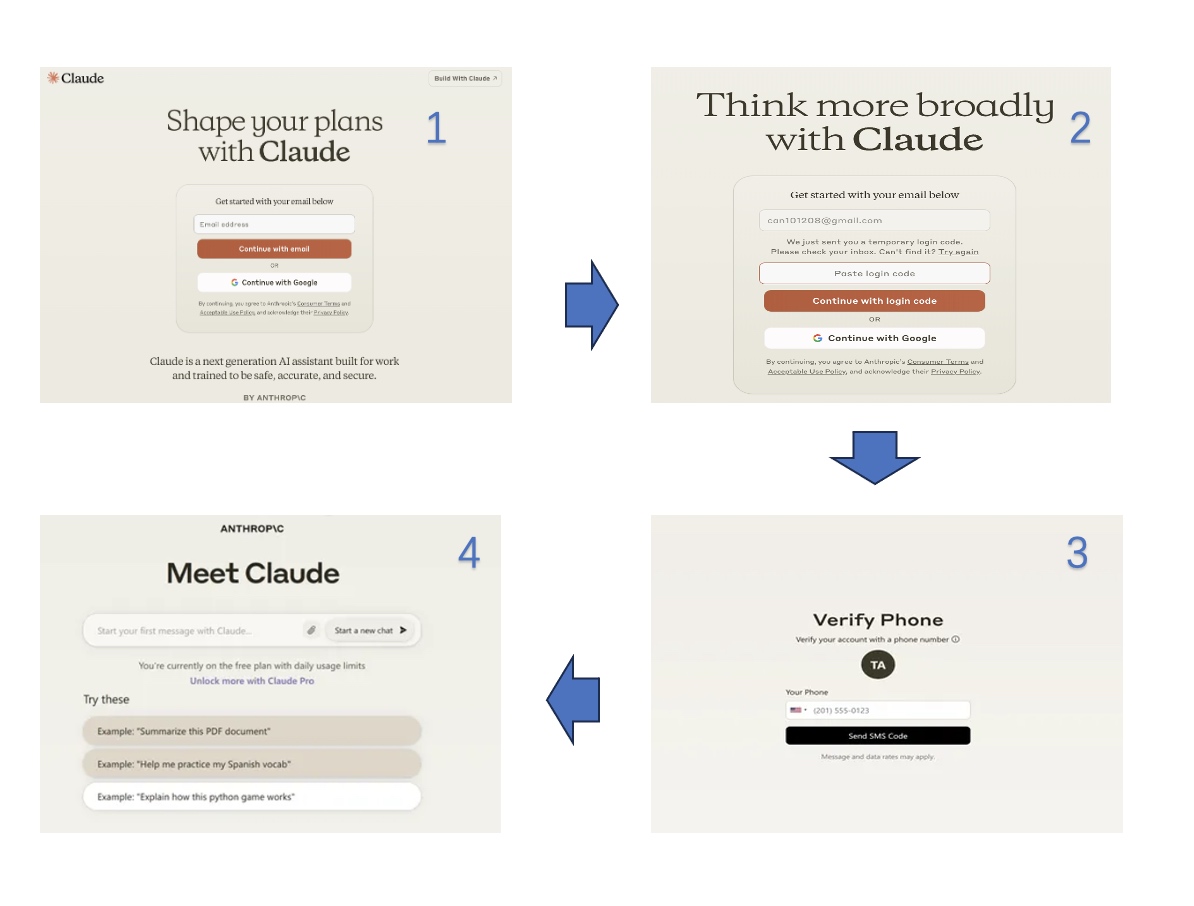 Claude
Build With Claude ↗
Shape your plans
with Claude
1
Get started with your email below
Email address
Continue with email
OR
Continue with Google
By continuing, you agree to Anthropic's Consumer Terms and
Acceptable Use Policy, and acknowledge their Privacy Policy.
Claude is a next generation AI assistant built for work
and trained to be safe, accurate, and secure.
BY ANTHROP\C
Think more broadly
with Claude
2
Get started with your email below
can101208@gmail.com
We just sent you a temporary login code.
Please check your inbox. Can't find it? Try again
Paste login code
Continue with login code
OR
Continue with Google
By continuing, you agree to Anthropic's Consumer Terms and
Acceptable Use Policy, and acknowledge their Privacy Policy.
3
Verify Phone
Verify your account with a phone number
TA
Your Phone
(201) 555-0123
Send SMS Code
Message and data rates may apply.
ANTHROP\C
4
Meet Claude
Start your first message with Claude...
Start a new chat
You're currently on the free plan with daily usage limits
Unlock more with Claude Pro
Try these
Example: "Summarize this PDF document"
Example: "Help me practice my Spanish vocab"
Example: "Explain how this python game works"